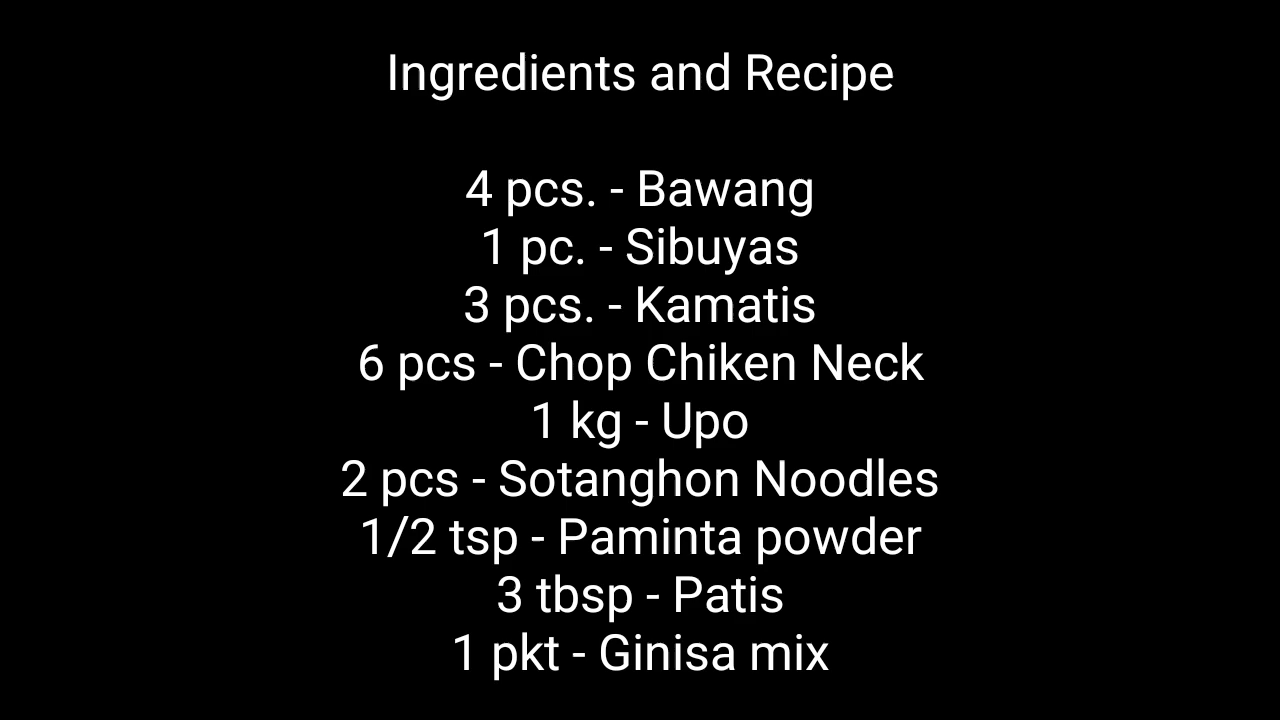 Ingredients and Recipe
4 pcs. - Bawang
1 pc. - Sibuyas
3 pcs. - Kamatis
6 pcs - Chop Chiken Neck
1 kg - Upo
2 pcs - Sotanghon Noodles
1/2 tsp - Paminta powder
3 tbsp - Patis
1 pkt - Ginisa mix